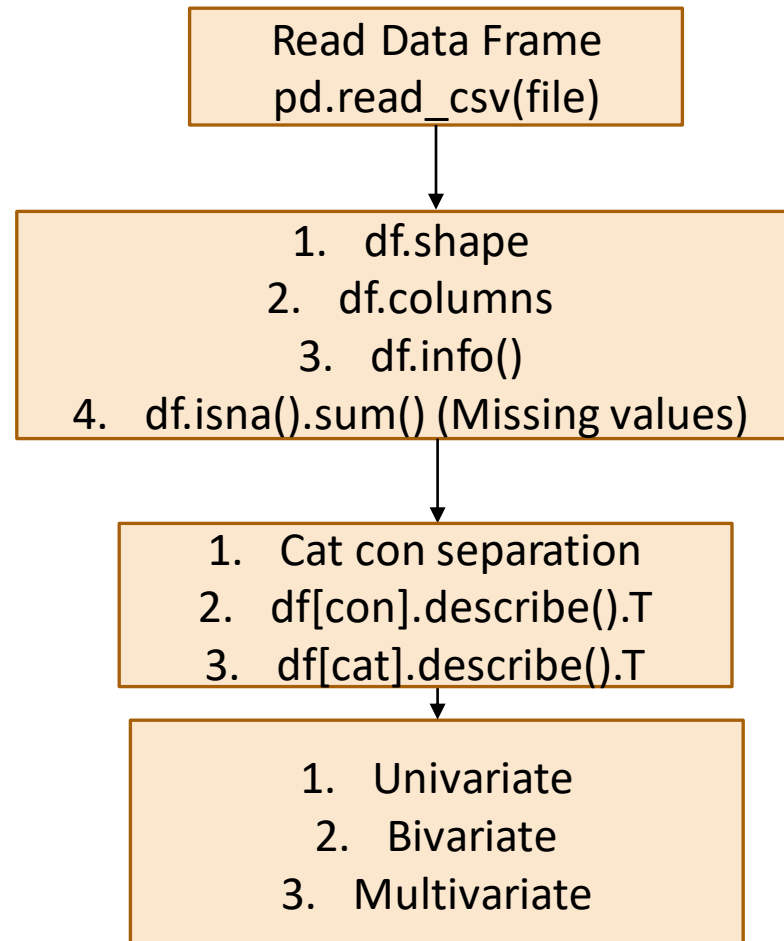 Read Data Frame
pd.read_csv(file)
1. df.shape
2. df.columns
3. df.info()
4. df.isna().sum() (Missing values)
1. Cat con separation
2. df[con].describe().T
3. df[cat].describe().T
1. Univariate
2. Bivariate
3. Multivariate